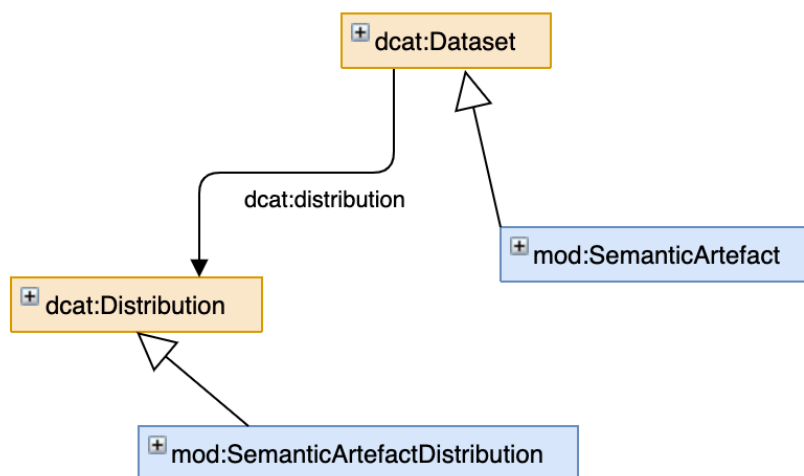 dcat:Dataset
dcat:distribution
mod:SemanticArtefact
dcat:Distribution
mod:SemanticArtefactDistribution